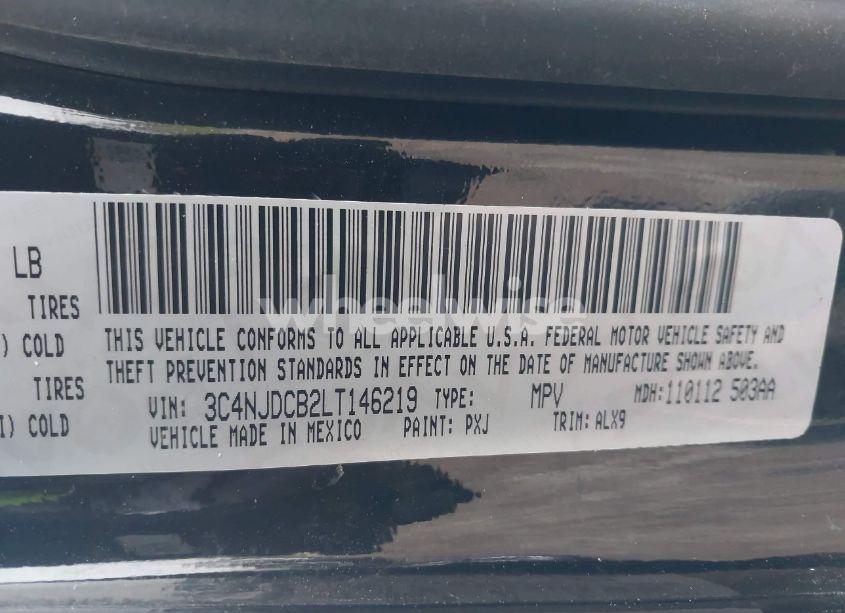 LB
TIRES
) COLD
TIRES
I) COLD
THIS VEHICLE CONFORMS TO ALL APPLICABLE U.S.A. FEDERAL MOTOR VEHICLE SAFETY AND
THEFT PREVENTION STANDARDS IN EFFECT ON THE DATE OF MANUFACTURE SHOWN ABOVE.
VIN: 3C4NJDCB2LT146219 TYPE: MPV MDH:110112 503AA
VEHICLE MADE IN MEXICO PAINT: PXJ TRIM: ALX9
wheelwise